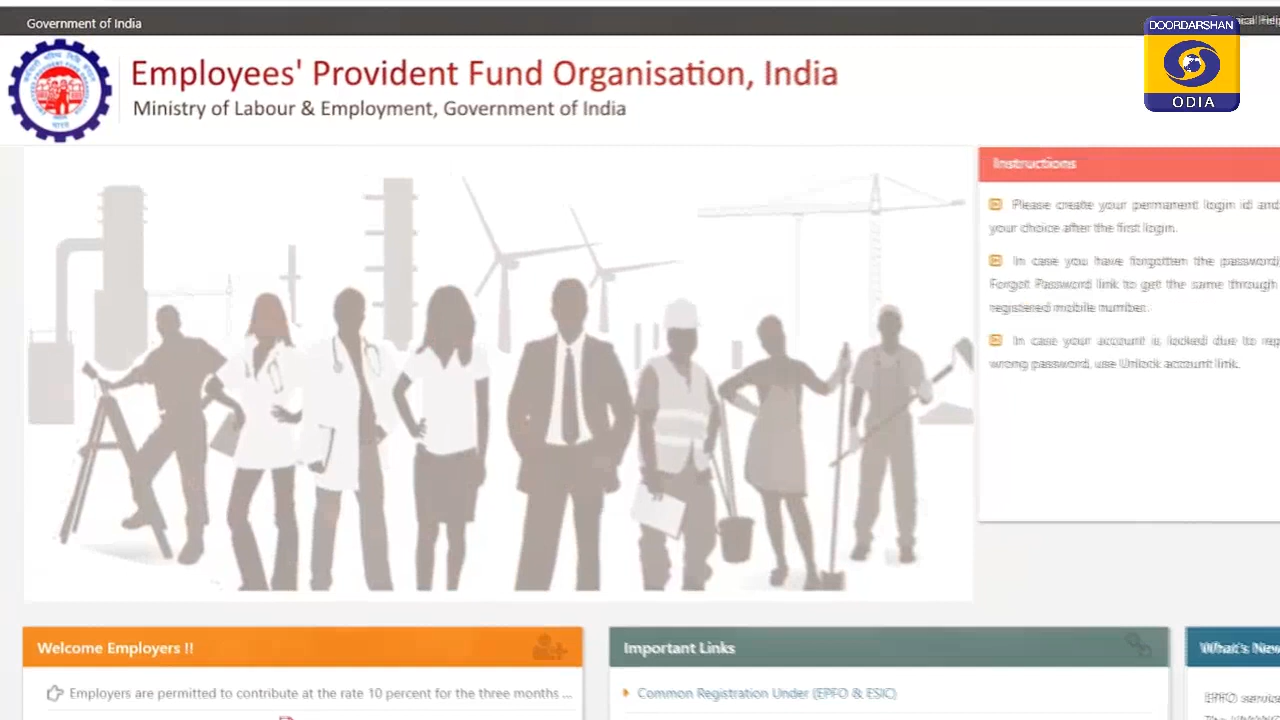 Government of India
DOORDARSHAN
ODIA
Employees' Provident Fund Organisation, India
Ministry of Labour & Employment, Government of India
Instructions
Please create your permanent login id and
your choice after the first login.
In case you have forgotten the password,
Forgot Password link to get the same through
registered mobile number.
In case your account is locked due to
wrong password, use Unlock account link.
Welcome Employers !!
Employers are permitted to contribute at the rate 10 percent for the three months ...
Important Links
Common Registration Under (EPFO & ESIC)
What's New
EPFO